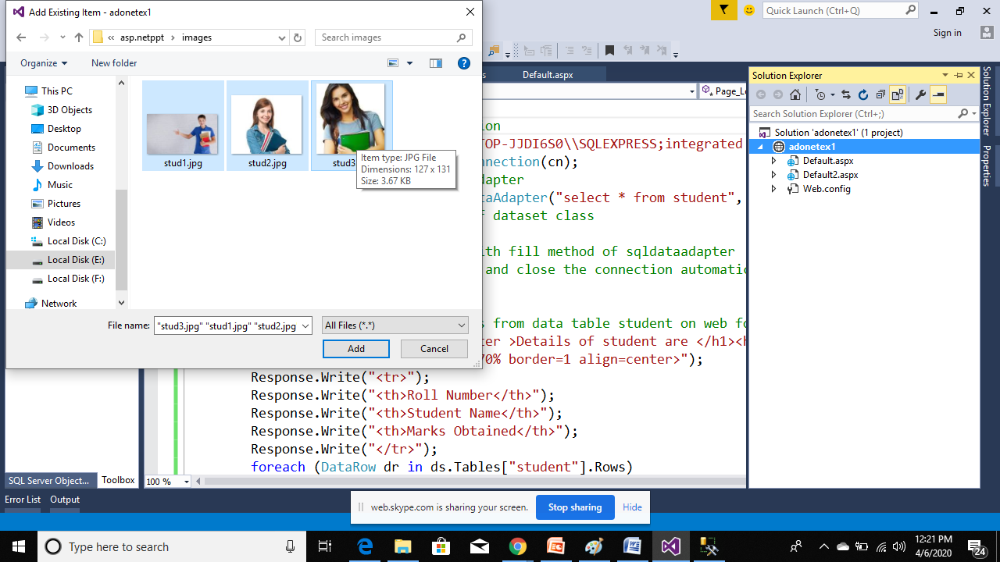 Add Existing Item - adonetex1
asp.netppt
images
Search images
Organize
New folder
This PC
3D Objects
Desktop
Documents
Downloads
Music
Pictures
Videos
Local Disk (C:)
Local Disk (E:)
Local Disk (F:)
Network
stud1.jpg
stud2.jpg
stud3
Item type: JPG File
Dimensions: 127 x 131
Size: 3.67 KB
File name:
"stud3.jpg" "stud1.jpg" "stud2.jpg
All Files (*.*)
Add
Cancel
Quick Launch (Ctrl+Q)
Sign in
Default.aspx
TOP-JJDI6S0\\SQLEXPRESS;integrated
nnection(cn);
taAdapter("select * from student",
f dataset class
ith fill method of sqldataadapter
and close the connection automatic
s from data table student on web fo
ter >Details of student are </h1><h
70% border=1 align=center>");
Response.Write("<tr>");
Response.Write("<th>Roll Number</th>");
Response.Write("<th>Student Name</th>");
Response.Write("<th>Marks Obtained</th>");
Response.Write("</tr>");
foreach (DataRow dr in ds.Tables["student"].Rows)
100 %
Solution Explorer
Search Solution Explorer (Ctrl+;)
Solution 'adonetex1' (1 project)
adonetex1
Default.aspx
Default2.aspx
Web.config
Solution Explorer
Properties
SQL Server Object...
Toolbox
Error List
Output
web.skype.com is sharing your screen.
Stop sharing
Hide
Type here to search
12:21 PM
4/6/2020
24